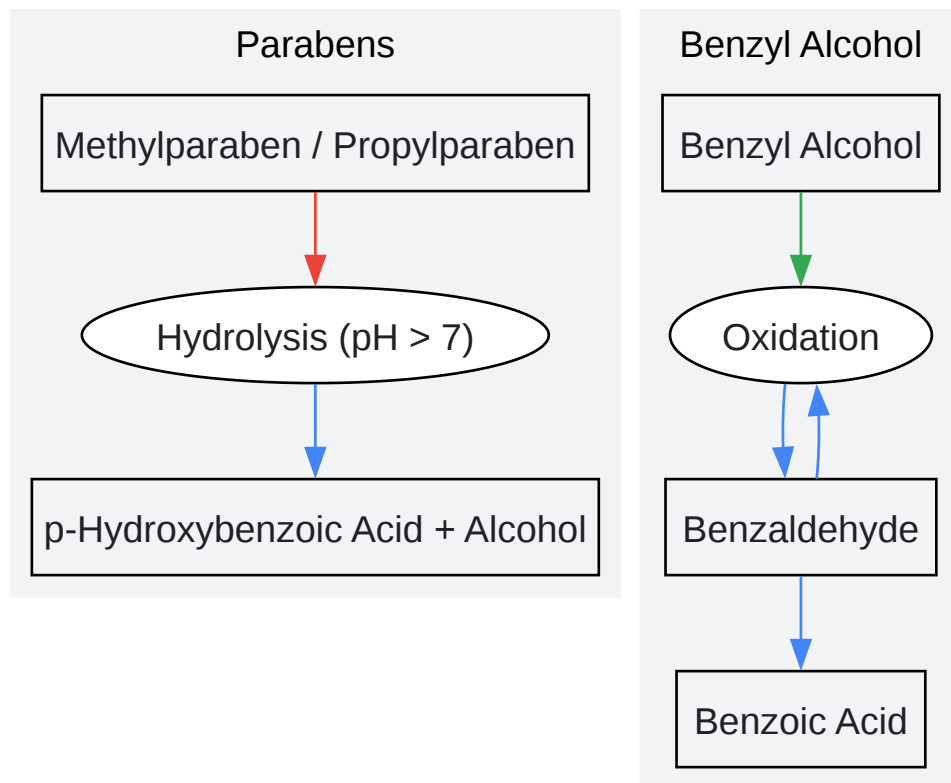 Parabens
Methylparaben / Propylparaben
Hydrolysis (pH > 7)
p-Hydroxybenzoic Acid + Alcohol
Benzyl Alcohol
Benzyl Alcohol
Oxidation
Benzaldehyde
Benzoic Acid